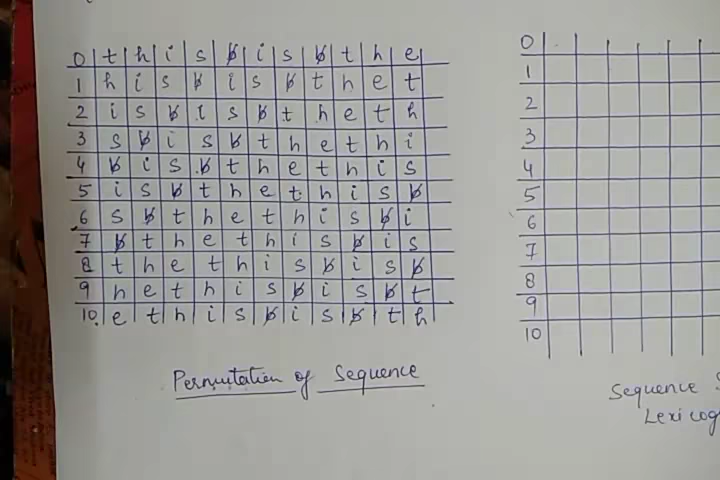 0 t h i s ƀ i s ƀ t h e
1 h i s ƀ i s ƀ t h e t
2 i s ƀ i s ƀ t h e t h
3 s ƀ i s ƀ t h e t h i
4 ƀ i s ƀ t h e t h i s
5 i s ƀ t h e t h i s ƀ
6 s ƀ t h e t h i s ƀ i
7 ƀ t h e t h i s ƀ i s
8 t h e t h i s ƀ i s ƀ
9 h e t h i s ƀ i s ƀ t
10 e t h i s ƀ i s ƀ t h
Permutation of Sequence
0
1
2
3
4
5
6
7
8
9
10
Sequence S
Lexicog